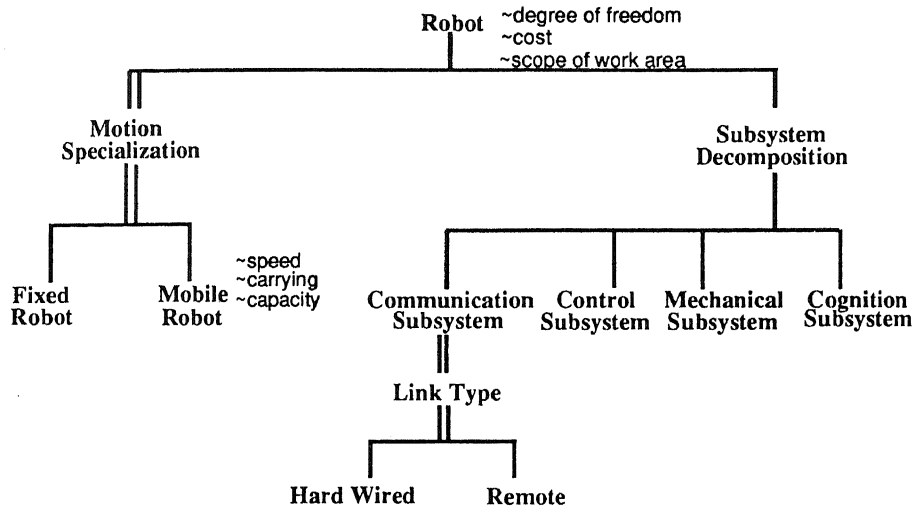 Robot
~degree of freedom
~cost
~scope of work area
Motion
Specialization
Subsystem
Decomposition
Fixed
Robot
Mobile
Robot
~speed
~carrying
~capacity
Communication
Subsystem
Control
Subsystem
Mechanical
Subsystem
Cognition
Subsystem
Link Type
Hard Wired
Remote